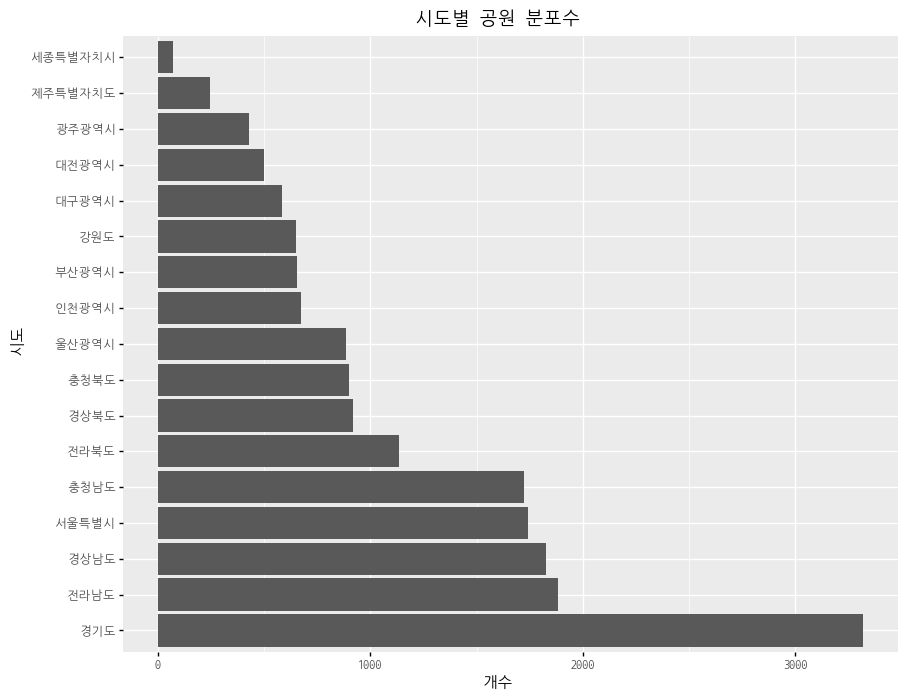 시도별 공원 분포수
시도
세종특별자치시
제주특별자치도
광주광역시
대전광역시
대구광역시
강원도
부산광역시
인천광역시
울산광역시
충청북도
경상북도
전라북도
충청남도
서울특별시
경상남도
전라남도
경기도
0 1000 2000 3000
개수